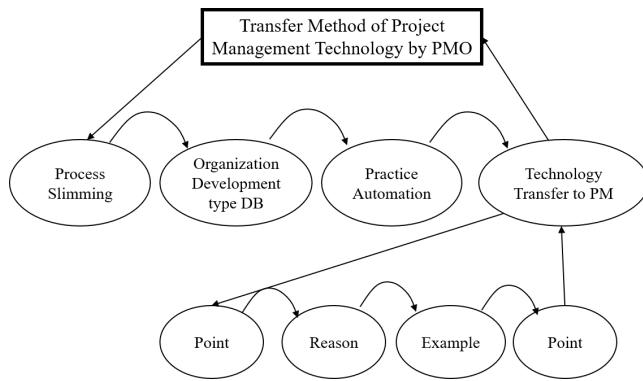 Transfer Method of Project
Management Technology by PMO
Process
Slimming
Organization
Development
type DB
Practice
Automation
Technology
Transfer to PM
Point
Reason
Example
Point